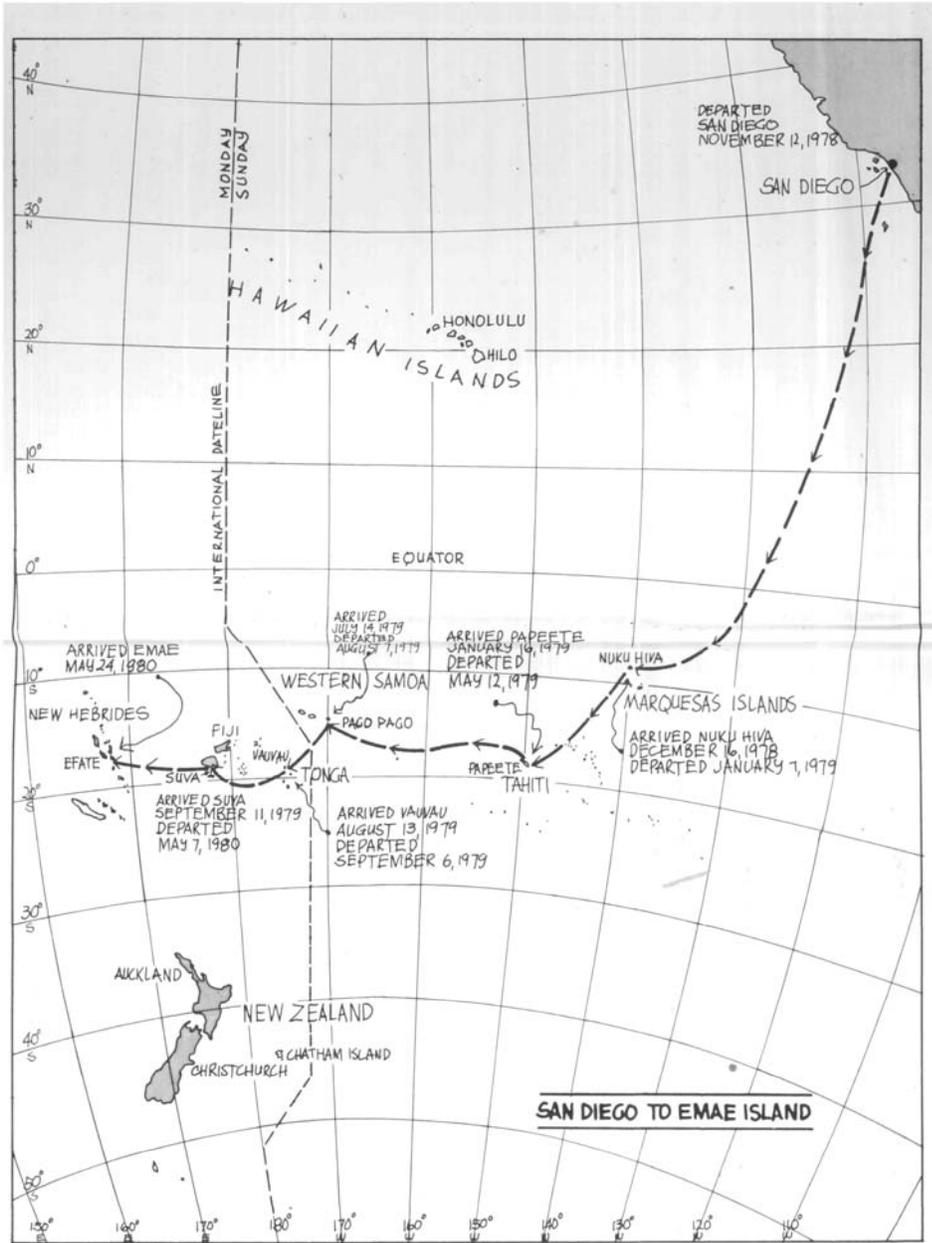 40°
N
MONDAY
SUNDAY
DEPARTED
SAN DIEGO
NOVEMBER 12, 1978
SAN DIEGO
30°
N
HAWAIIAN ISLANDS
HONOLULU
HILO
20°
N
INTERNATIONAL DATELINE
10°
N
EQUATOR
0°
ARRIVED
JULY 14 1979
DEPARTED
AUGUST 7, 1979
ARRIVED EMAE
MAY 24, 1980
ARRIVED PAPEETE
JANUARY 16, 1979
DEPARTED
MAY 12, 1979
NUKU HIVA
10°
S
WESTERN SAMOA
MARQUESAS ISLANDS
NEW HEBRIDES
PAGO PAGO
FIJI
VAUVAU
ARRIVED NUKU HIVA
DECEMBER 16, 1978
DEPARTED JANUARY 7, 1979
EFATE
SUVA
TONGA
PAPEETE
TAHITI
20°
S
ARRIVED SUVA
SEPTEMBER 11, 1979
DEPARTED
MAY 7, 1980
ARRIVED VAUVAU
AUGUST 13, 1979
DEPARTED
SEPTEMBER 6, 1979
30°
S
AUCKLAND
NEW ZEALAND
40°
S
CHATHAM ISLAND
CHRISTCHURCH
SAN DIEGO TO EMAE ISLAND
50°
S
150° E
160° E
170° E
180°
170° W
160° W
150° W
140° W
130° W
120° W
110° W